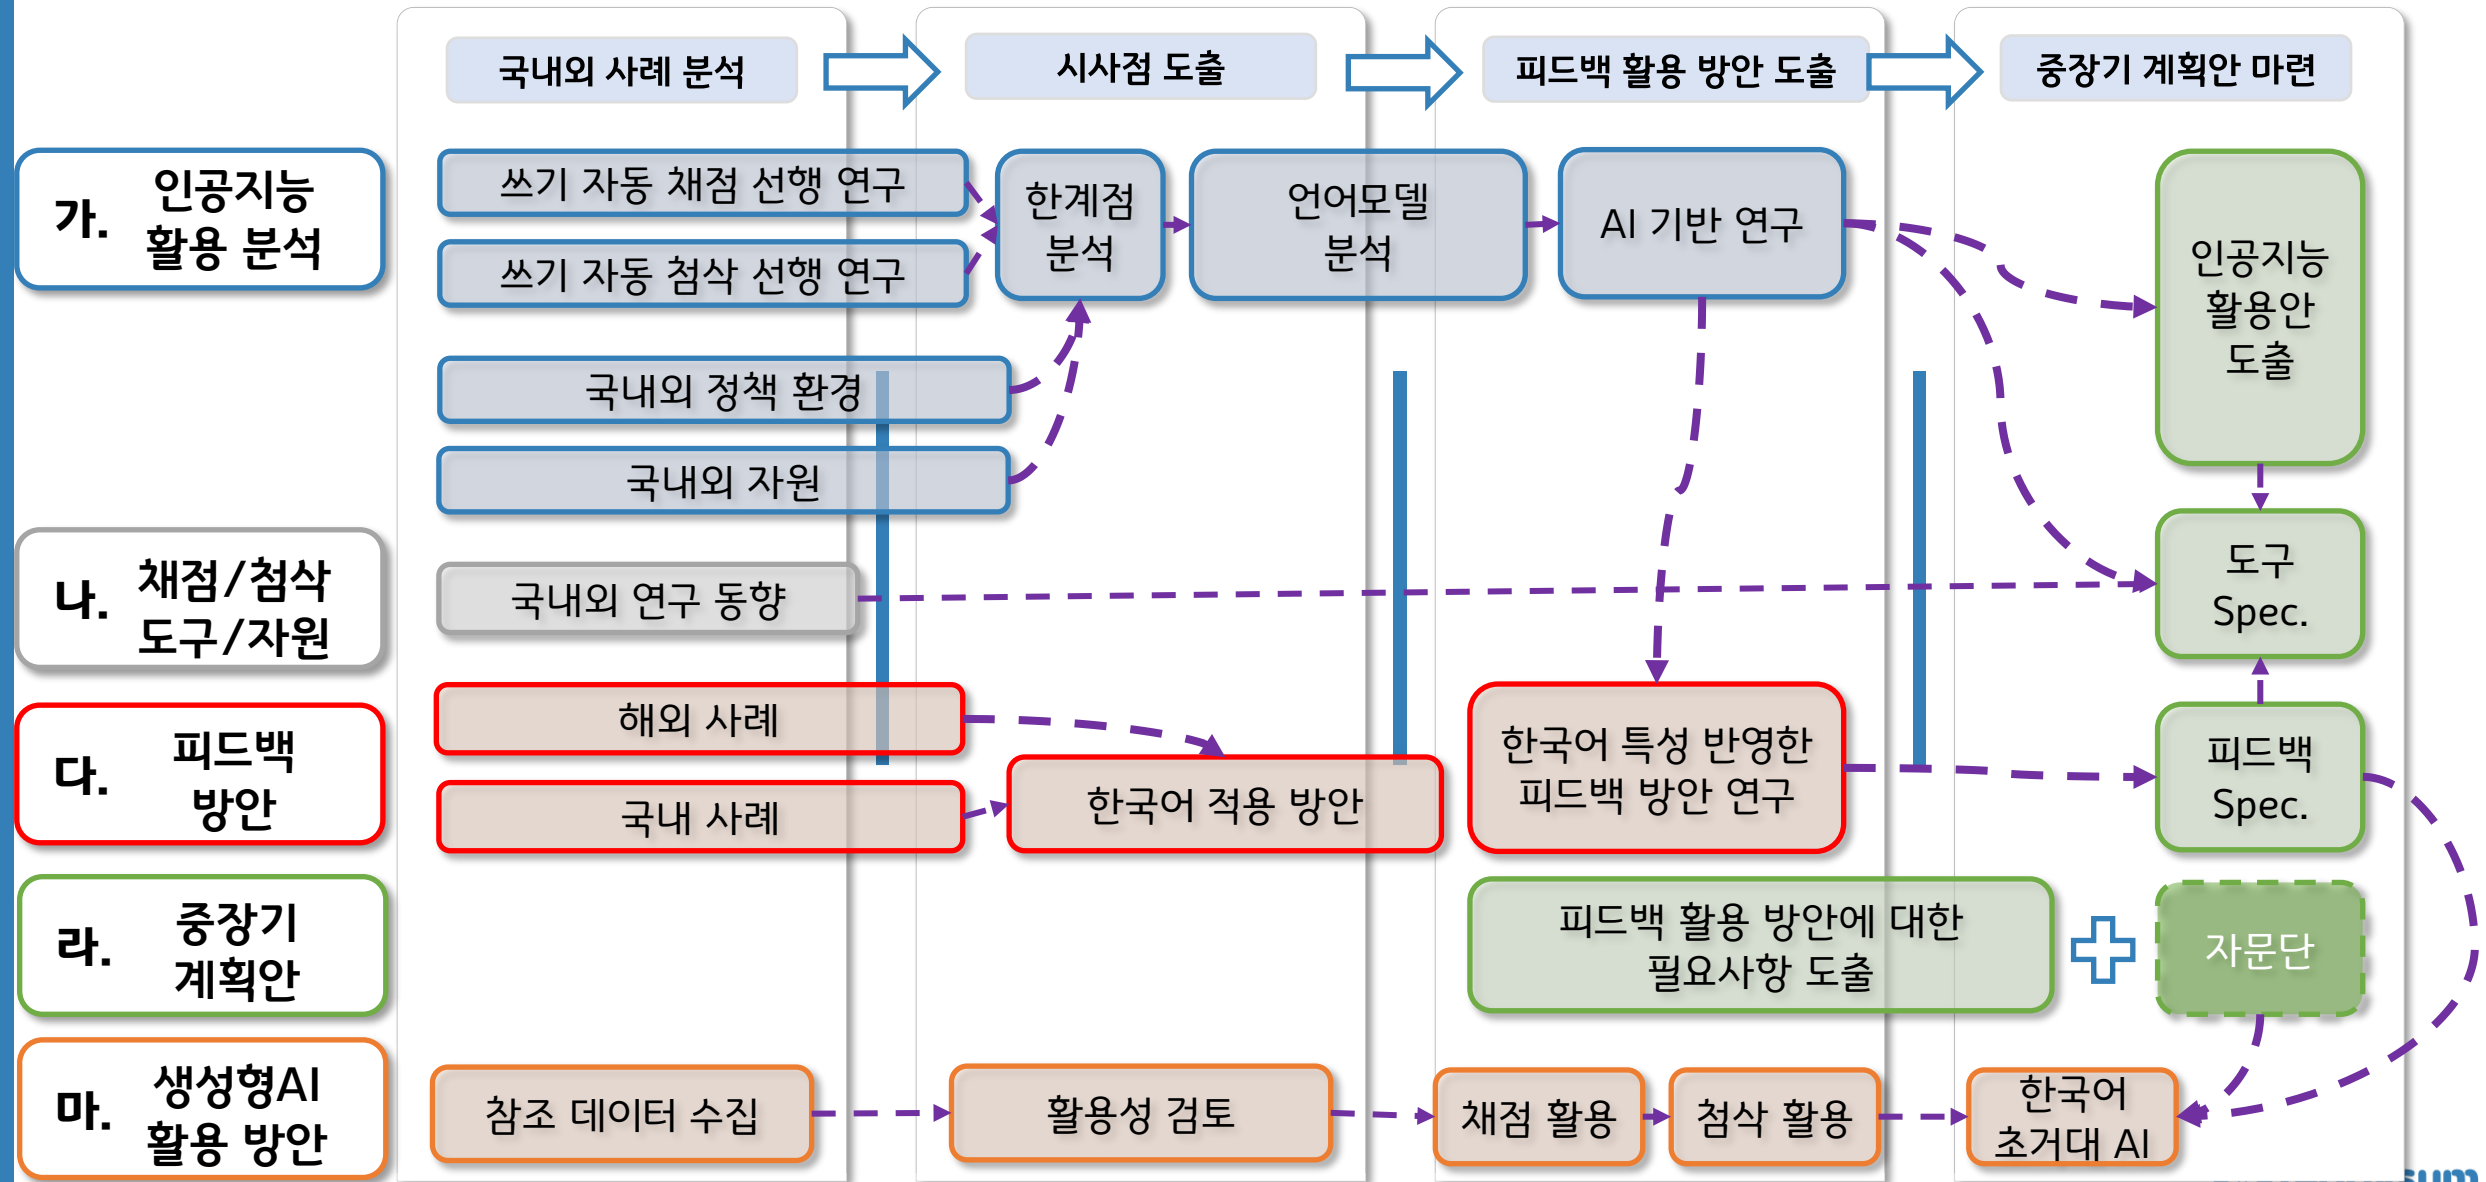 국내외 사례 분석
시사점 도출
피드백 활용 방안 도출
중장기 계획안 마련
가.
인공지능
활용 분석
쓰기 자동 채점 선행 연구
쓰기 자동 첨삭 선행 연구
국내외 정책 환경
국내외 자원
한계점
분석
언어모델
분석
AI 기반 연구
인공지능
활용안
도출
나.
채점/첨삭
도구/자원
국내외 연구 동향
도구
Spec.
다.
피드백
방안
해외 사례
국내 사례
한국어 적용 방안
한국어 특성 반영한
피드백 방안 연구
피드백
Spec.
라.
중장기
계획안
피드백 활용 방안에 대한
필요사항 도출
자문단
마.
생성형AI
활용 방안
참조 데이터 수집
활용성 검토
채점 활용
첨삭 활용
한국어
초거대 AI